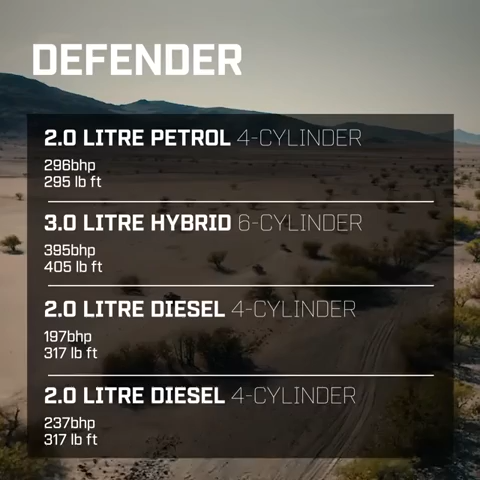 DEFENDER
2.0 LITRE PETROL 4-CYLINDER
296bhp
295 lb ft
3.0 LITRE HYBRID 6-CYLINDER
395bhp
405 lb ft
2.0 LITRE DIESEL 4-CYLINDER
197bhp
317 lb ft
2.0 LITRE DIESEL 4-CYLINDER
237bhp
317 lb ft